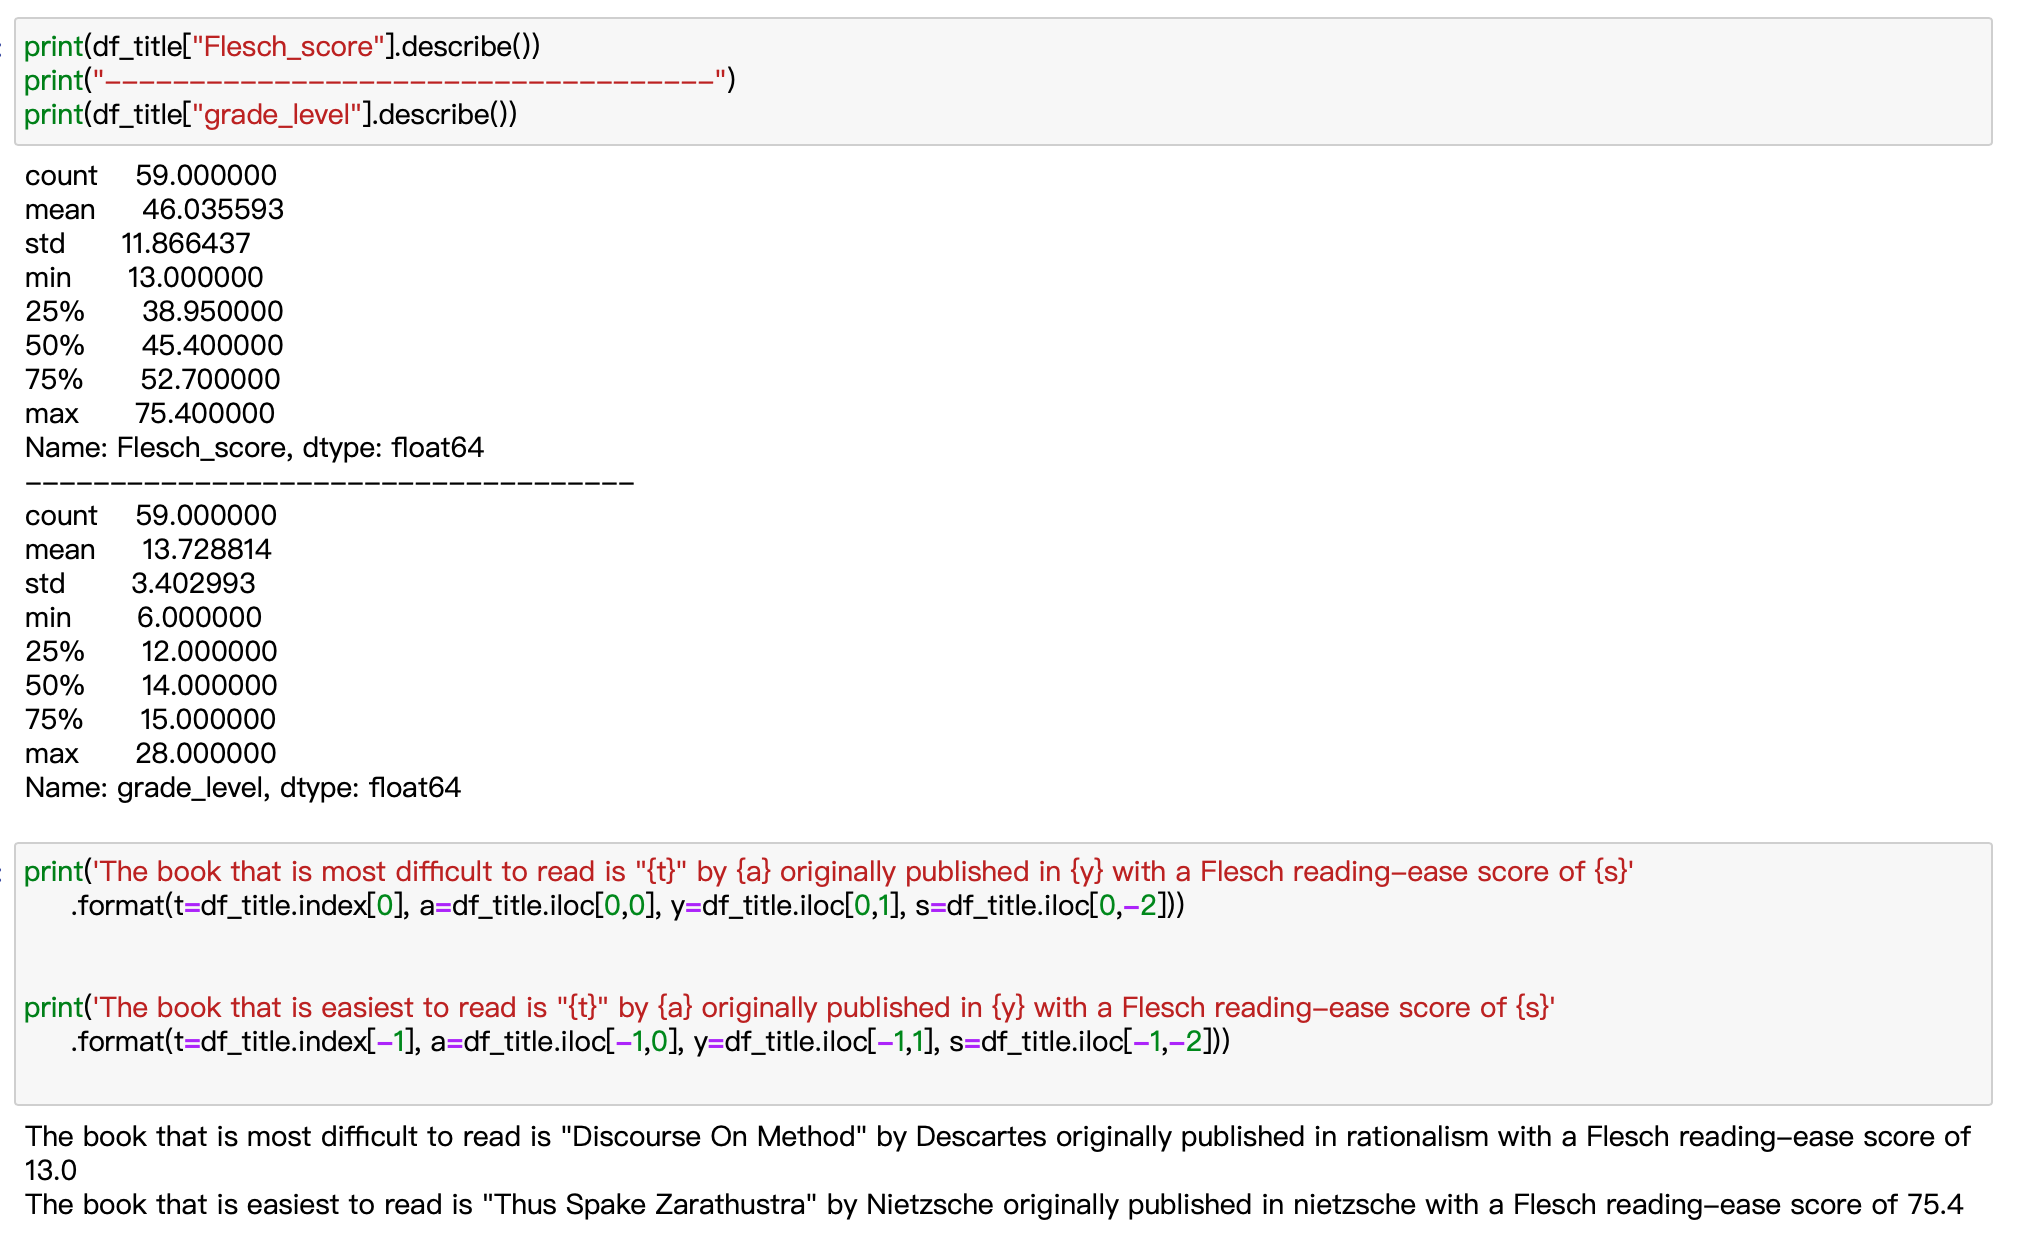 print(df_title["Flesch_score"].describe())
print("------------------------------------")
print(df_title["grade_level"].describe())
count 59.000000
mean 46.035593
std 11.866437
min 13.000000
25% 38.950000
50% 45.400000
75% 52.700000
max 75.400000
Name: Flesch_score, dtype: float64
------------------------------------
count 59.000000
mean 13.728814
std 3.402993
min 6.000000
25% 12.000000
50% 14.000000
75% 15.000000
max 28.000000
Name: grade_level, dtype: float64
print('The book that is most difficult to read is "{t}" by {a} originally published in {y} with a Flesch reading-ease score of {s}'
.format(t=df_title.index[0], a=df_title.iloc[0,0], y=df_title.iloc[0,1], s=df_title.iloc[0,-2]))
print('The book that is easiest to read is "{t}" by {a} originally published in {y} with a Flesch reading-ease score of {s}'
.format(t=df_title.index[-1], a=df_title.iloc[-1,0], y=df_title.iloc[-1,1], s=df_title.iloc[-1,-2]))
The book that is most difficult to read is "Discourse On Method" by Descartes originally published in rationalism with a Flesch reading-ease score of
13.0
The book that is easiest to read is "Thus Spake Zarathustra" by Nietzsche originally published in nietzsche with a Flesch reading-ease score of 75.4